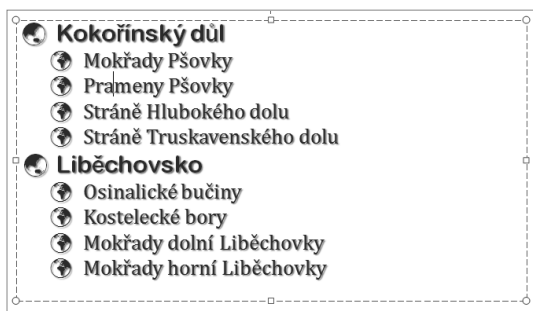 Kokořínský důl
Mokřady Pšovky
Prameny Pšovky
Stráně Hlubokého dolu
Stráně Truskavenského dolu
Liběchovsko
Osinalické bučiny
Kostelecké bory
Mokřady dolní Liběchovky
Mokřady horní Liběchovky